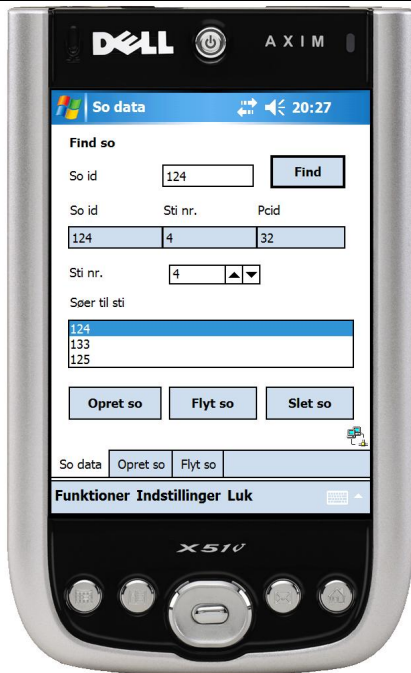 DELL AXIM
So data 20:27
Find so
So id 124 Find
So id Sti nr. Pcid
124 4 32
Sti nr. 4
Søer til sti
124
133
125
Opret so Flyt so Slet so
So data Opret so Flyt so
Funktioner Indstillinger Luk
X51v